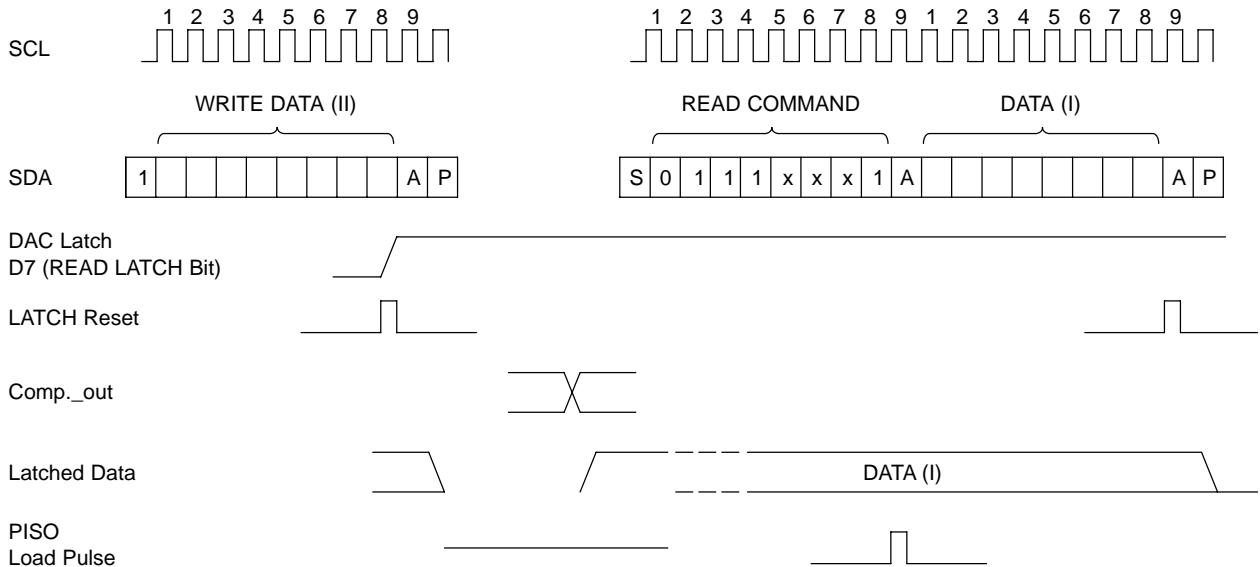 1 2 3 4 5 6 7 8 9 1 2 3 4 5 6 7 8 9 1 2 3 4 5 6 7 8 9
SCL
WRITE DATA (II) READ COMMAND DATA (I)
SDA 1 A P S 0 1 1 1 x x x 1 A A P
DAC Latch
D7 (READ LATCH Bit)
LATCH Reset
Comp._out
Latched Data DATA (I)
PISO
Load Pulse